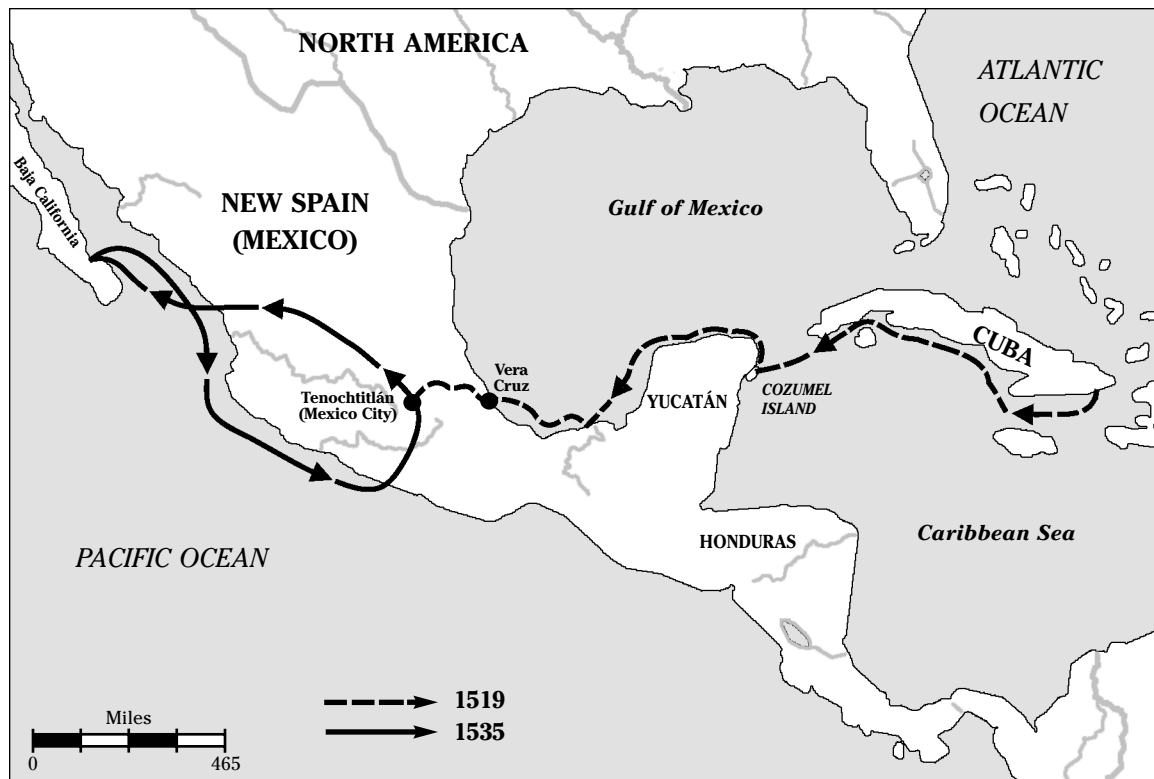 NORTH AMERICA
ATLANTIC
OCEAN
Baja California
NEW SPAIN
(MEXICO)
Gulf of Mexico
CUBA
Vera
Cruz
Tenochtitlán
(Mexico City)
YUCATÁN
COZUMEL
ISLAND
PACIFIC OCEAN
HONDURAS
Caribbean Sea
1519
1535
Miles
0
465